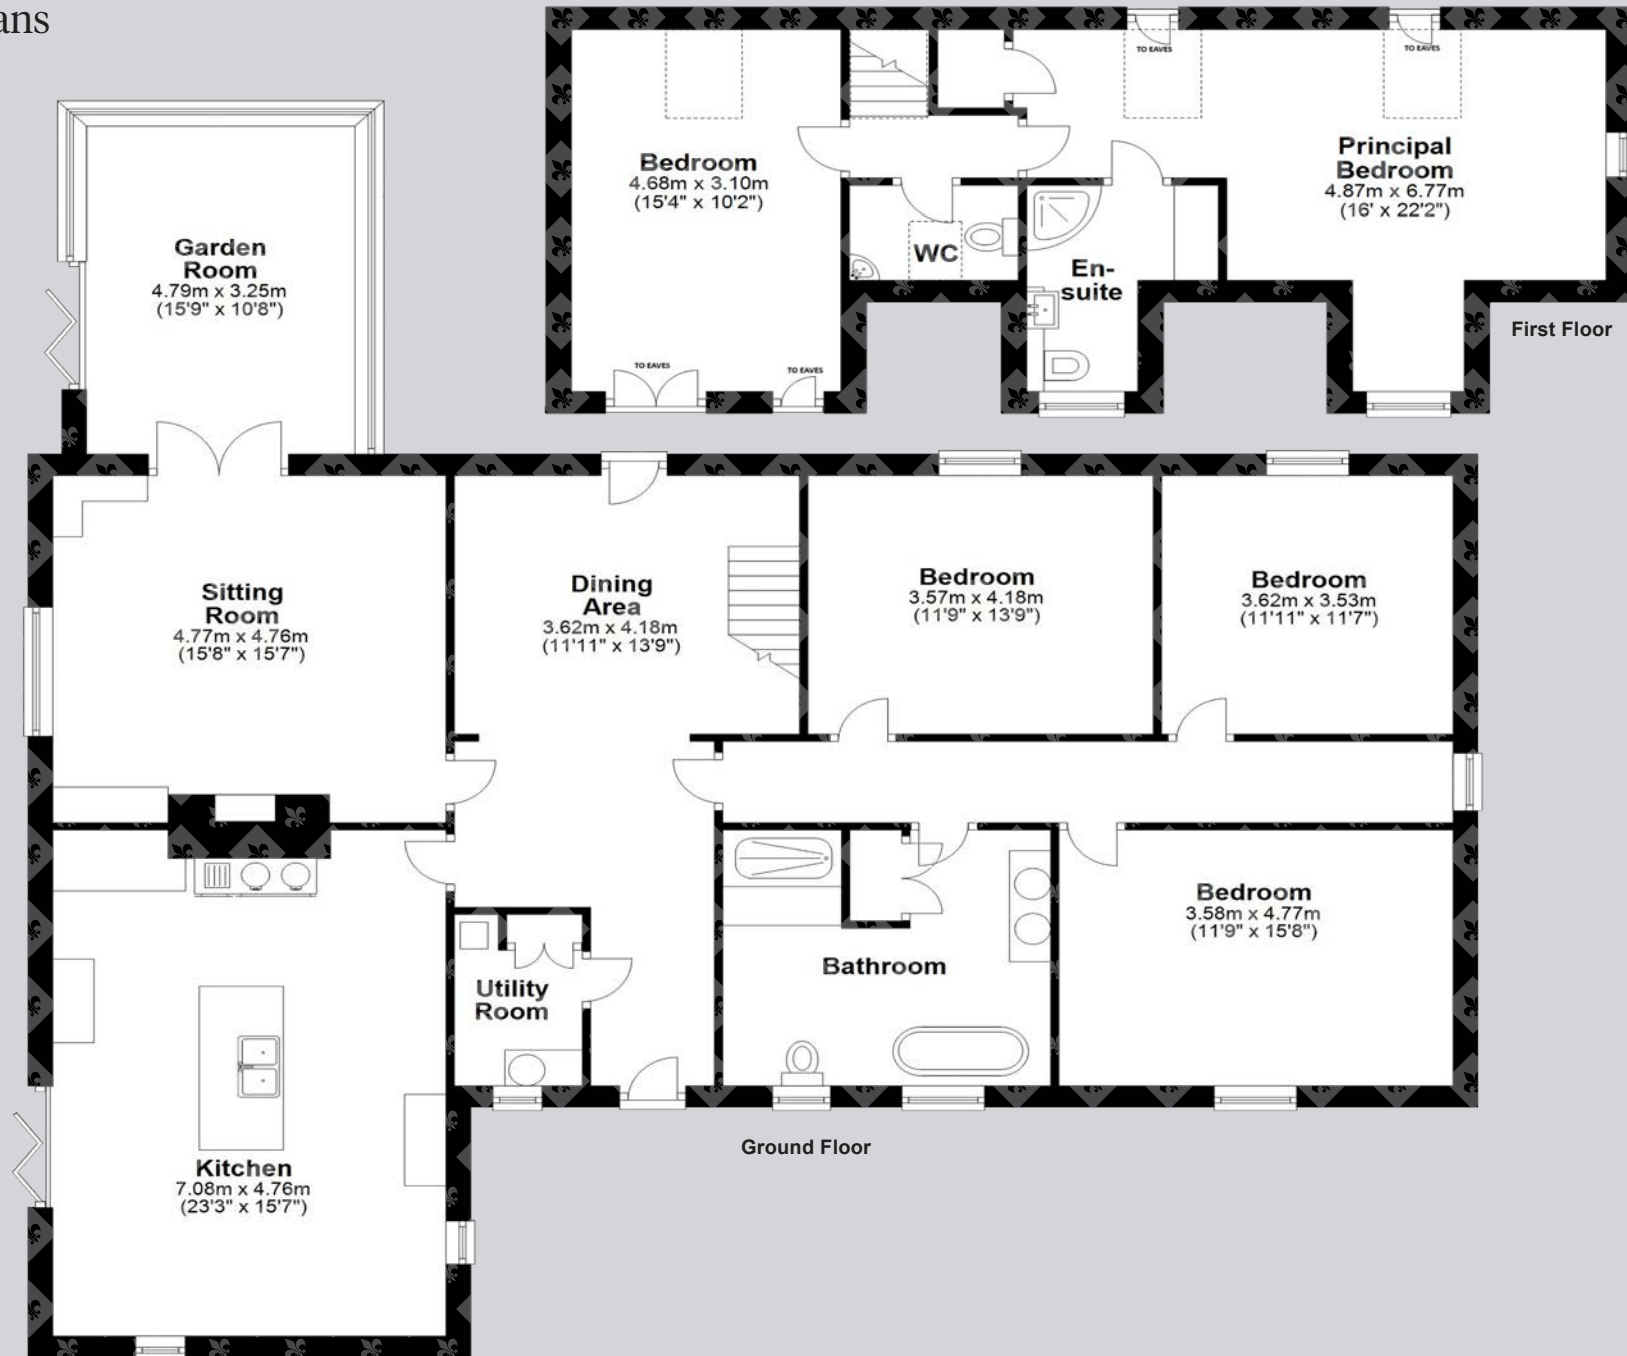 ans
TO EAVES
TO EAVES
Bedroom
4.68m x 3.10m
(15'4" x 10'2")
Principal
Bedroom
4.87m x 6.77m
(16' x 22'2")
WC
En-
suite
TO EAVES
TO EAVES
First Floor
Garden
Room
4.79m x 3.25m
(15'9" x 10'8")
Sitting
Room
4.77m x 4.76m
(15'8" x 15'7")
Dining
Area
3.62m x 4.18m
(11'11" x 13'9")
Bedroom
3.57m x 4.18m
(11'9" x 13'9")
Bedroom
3.62m x 3.53m
(11'11" x 11'7")
Bedroom
3.58m x 4.77m
(11'9" x 15'8")
Bathroom
Utility
Room
Ground Floor
Kitchen
7.08m x 4.76m
(23'3" x 15'7")